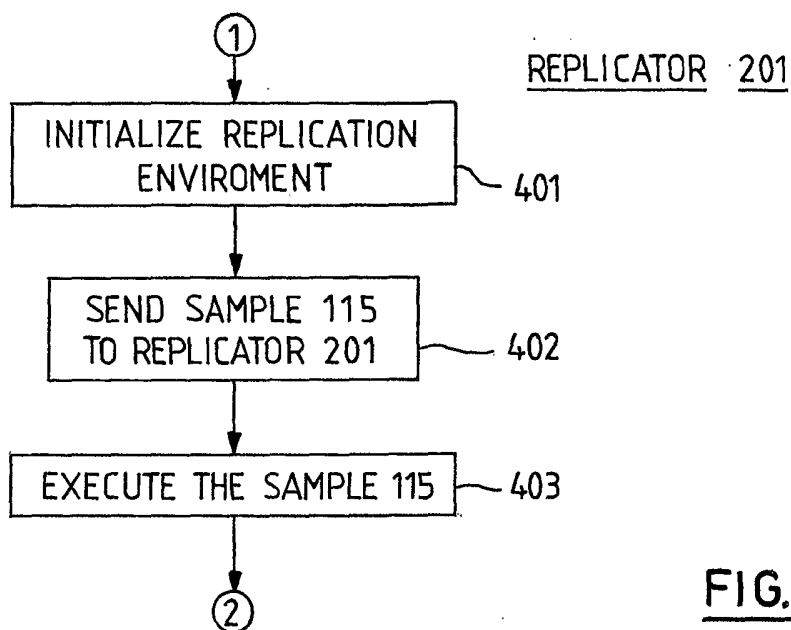 1
REPLICATOR 201
INITIALIZE REPLICATION
ENVIROMENT
401
SEND SAMPLE 115
TO REPLICATOR 201
402
EXECUTE THE SAMPLE 115
403
2
FIG.